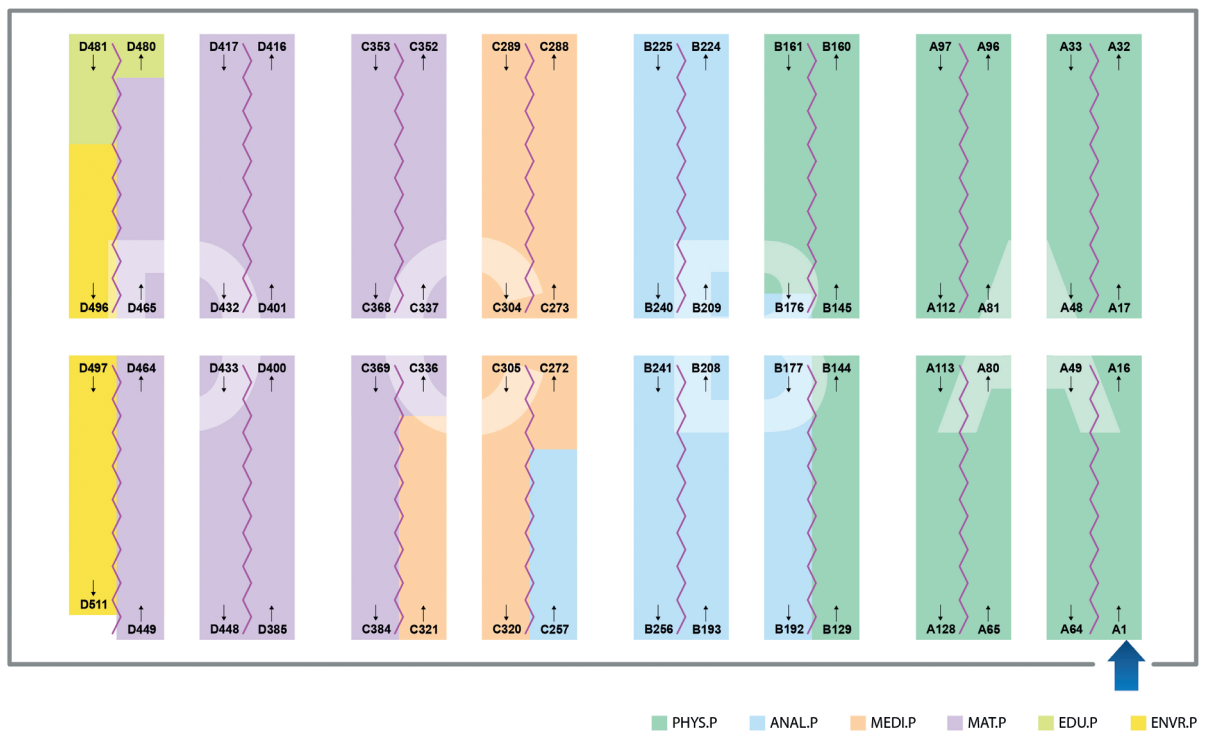 D481 D480 D417 D416 C353 C352 C289 C288 B225 B224 B161 B160 A97 A96 A33 A32
D496 D465 D432 D401 C368 C337 C304 C273 B240 B209 B176 B145 A112 A81 A48 A17
D C B A
D497 D464 D433 D400 C369 C336 C305 C272 B241 B208 B177 B144 A113 A80 A49 A16
D511
D449 D448 D385 C384 C321 C320 C257 B256 B193 B192 B129 A128 A65 A64 A1
PHYS.P ANAL.P MEDI.P MAT.P EDU.P ENVR.P